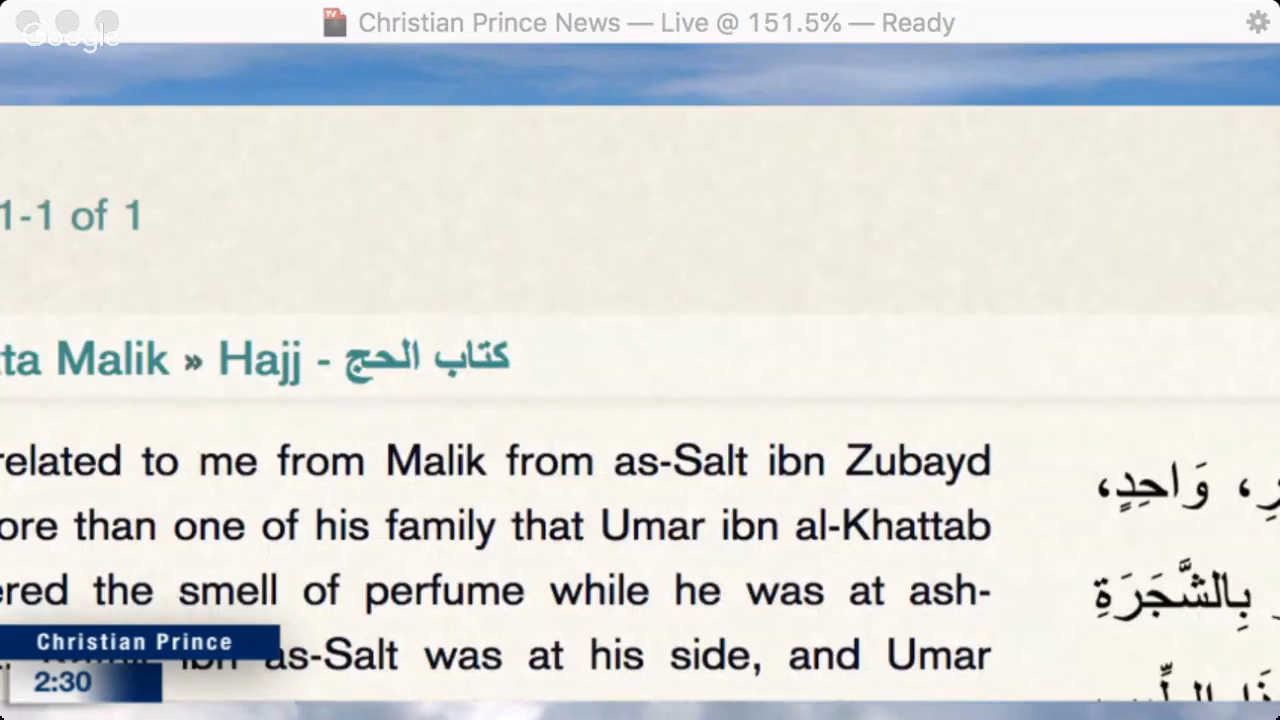 Google
Christian Prince News — Live @ 151.5% — Ready
1-1 of 1
ta Malik » Hajj - كتاب الحج
related to me from Malik from as-Salt ibn Zubayd
ore than one of his family that Umar ibn al-Khattab
ered the smell of perfume while he was at ash-
ibn as-Salt was at his side, and Umar
وَاحِدٍ،
بِالشَّجَرَةِ
Christian Prince
2:30